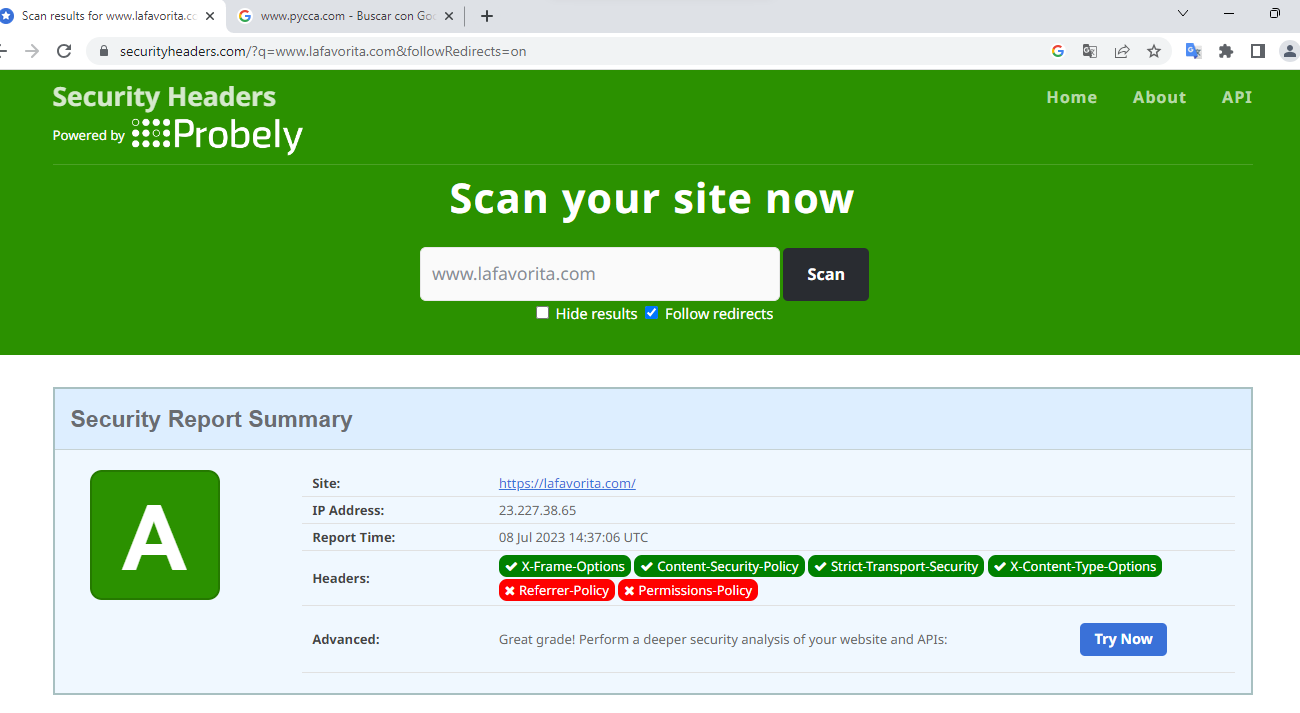 Scan results for www.lafavorita.cc
www.pycca.com - Buscar con Goo
securityheaders.com/?q=www.lafavorita.com&followRedirects=on
Security Headers
Home About API
Powered by Probely
Scan your site now
www.lafavorita.com Scan
Hide results Follow redirects
Security Report Summary
A
Site: https://lafavorita.com/
IP Address: 23.227.38.65
Report Time: 08 Jul 2023 14:37:06 UTC
Headers: X-Frame-Options Content-Security-Policy Strict-Transport-Security X-Content-Type-Options
Referrer-Policy Permissions-Policy
Advanced: Great grade! Perform a deeper security analysis of your website and APIs: Try Now